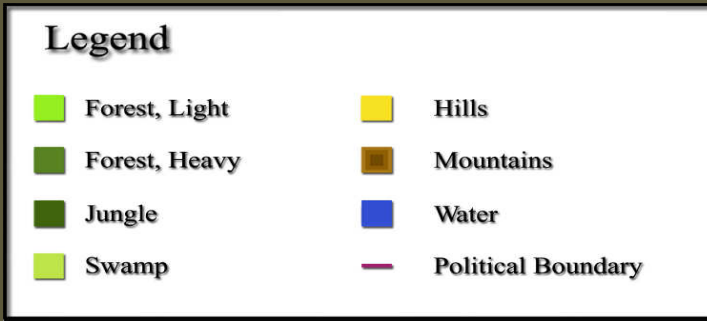 Legend
Forest, Light
Forest, Heavy
Jungle
Swamp
Hills
Mountains
Water
Political Boundary